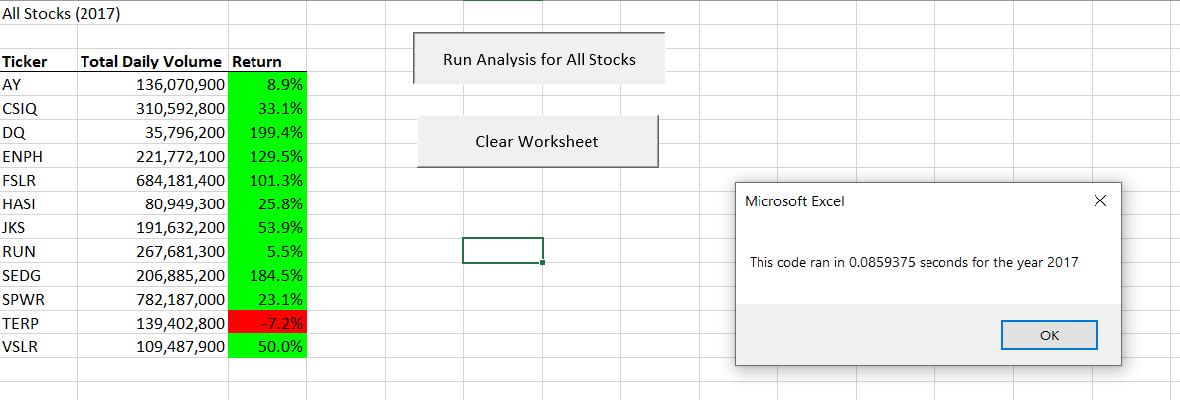 All Stocks (2017)
Ticker Total Daily Volume Return
AY 136,070,900 8.9%
CSIQ 310,592,800 33.1%
DQ 35,796,200 199.4%
ENPH 221,772,100 129.5%
FSLR 684,181,400 101.3%
HASI 80,949,300 25.8%
JKS 191,632,200 53.9%
RUN 267,681,300 5.5%
SEDG 206,885,200 184.5%
SPWR 782,187,000 23.1%
TERP 139,402,800 -7.2%
VSLR 109,487,900 50.0%
Run Analysis for All Stocks
Clear Worksheet
Microsoft Excel
This code ran in 0.0859375 seconds for the year 2017
OK